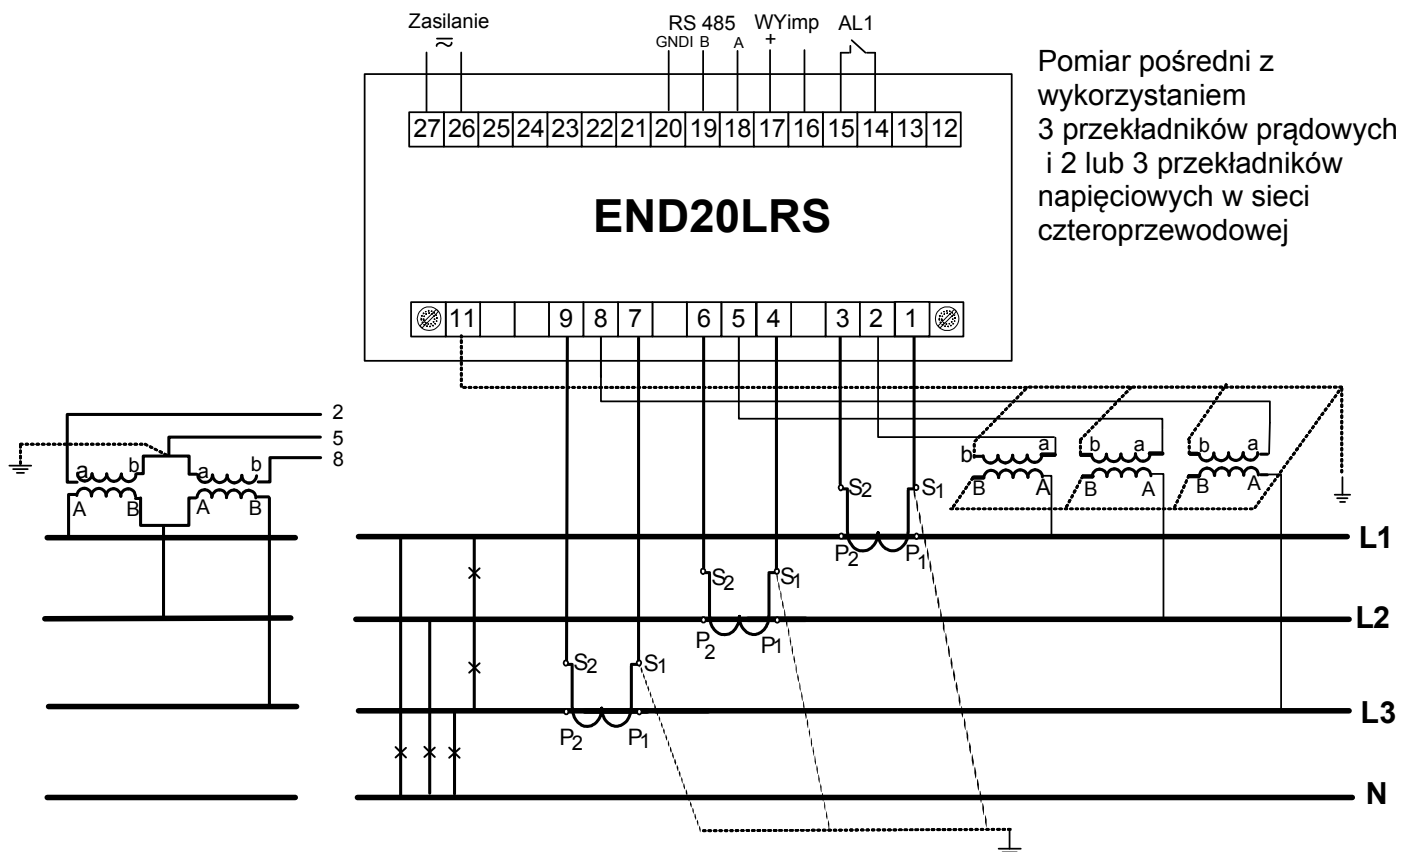 Zasilanie
RS 485 WYimp AL1
GNDI B A +
Pomiar pośredni z
wykorzystaniem
3 przekładników prądowych
i 2 lub 3 przekładników
napięciowych w sieci
czteroprzewodowej
27 26 25 24 23 22 21 20 19 18 17 16 15 14 13 12
END20LRS
11 9 8 7 6 5 4 3 2 1
2
5
8
a b a b
A B A B
b a b a b a
B A B A B A
S2 S1
P2 P1
L1
S2 S1
P2 P1
L2
S2 S1
P2 P1
L3
N